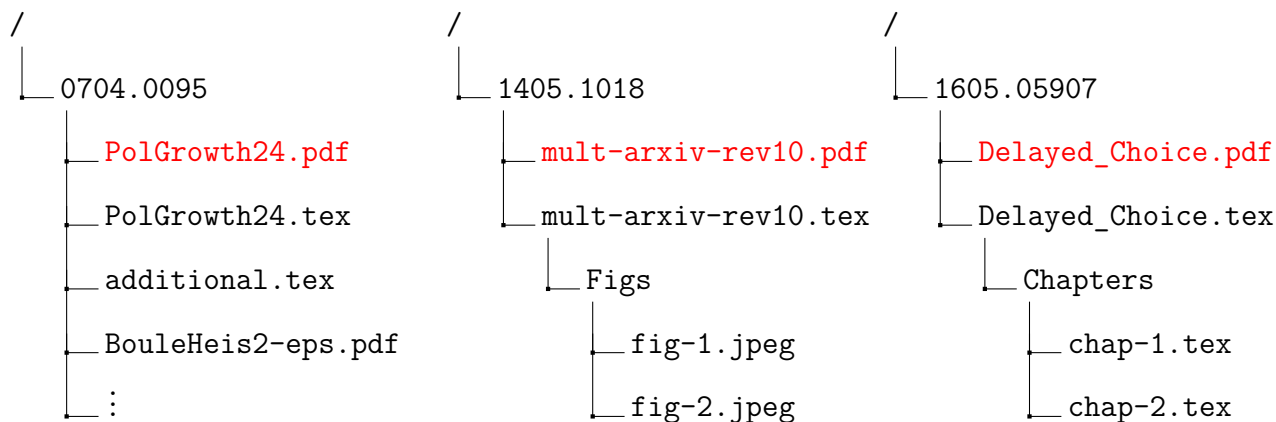 /
0704.0095
PolGrowth24.pdf
PolGrowth24.tex
additional.tex
BouleHeis2-eps.pdf
⋮
/
1405.1018
mult-arxiv-rev10.pdf
mult-arxiv-rev10.tex
Figs
fig-1.jpeg
fig-2.jpeg
/
1605.05907
Delayed_Choice.pdf
Delayed_Choice.tex
Chapters
chap-1.tex
chap-2.tex